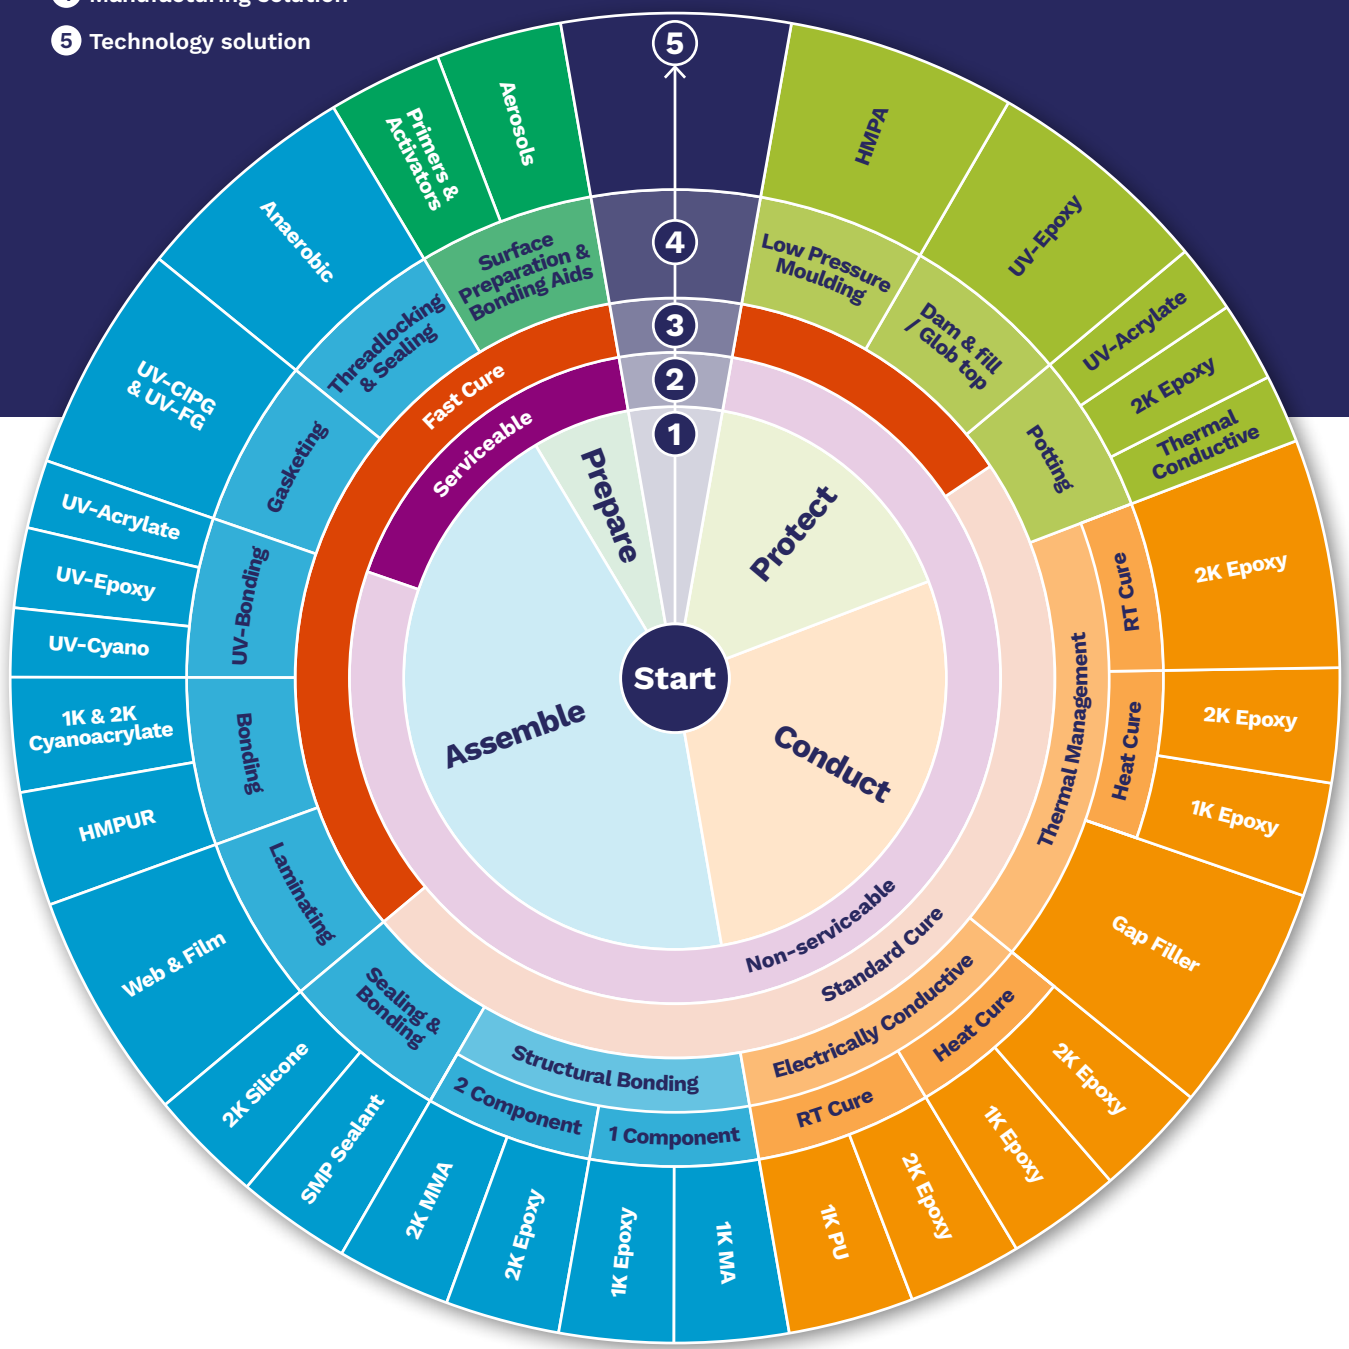 Manufacturing solution
5 Technology solution
5
4
3
2
1
Start
Prepare
Protect
Conduct
Assemble
Serviceable
Non-serviceable
Fast Cure
Standard Cure
Surface
Preparation &
Bonding Aids
Primers &
Activators
Aerosols
Low Pressure
Moulding
HMPA
Dam & fill
/ Glob top
UV-Epoxy
Potting
UV-Acrylate
2K Epoxy
Thermal
Conductive
Thermal Management
RT Cure
2K Epoxy
Heat Cure
2K Epoxy
1K Epoxy
Gap Filler
Electrically Conductive
Heat Cure
2K Epoxy
1K Epoxy
RT Cure
2K Epoxy
1K PU
Structural Bonding
1 Component
1K MA
1K Epoxy
2 Component
2K Epoxy
2K MMA
Sealing &
Bonding
SMP Sealant
2K Silicone
Laminating
Web & Film
Bonding
HMPUR
1K & 2K
Cyanoacrylate
UV-Bonding
UV-Cyano
UV-Epoxy
UV-Acrylate
Gasketing
UV-CIPG
& UV-FG
Threadlocking
& Sealing
Anaerobic